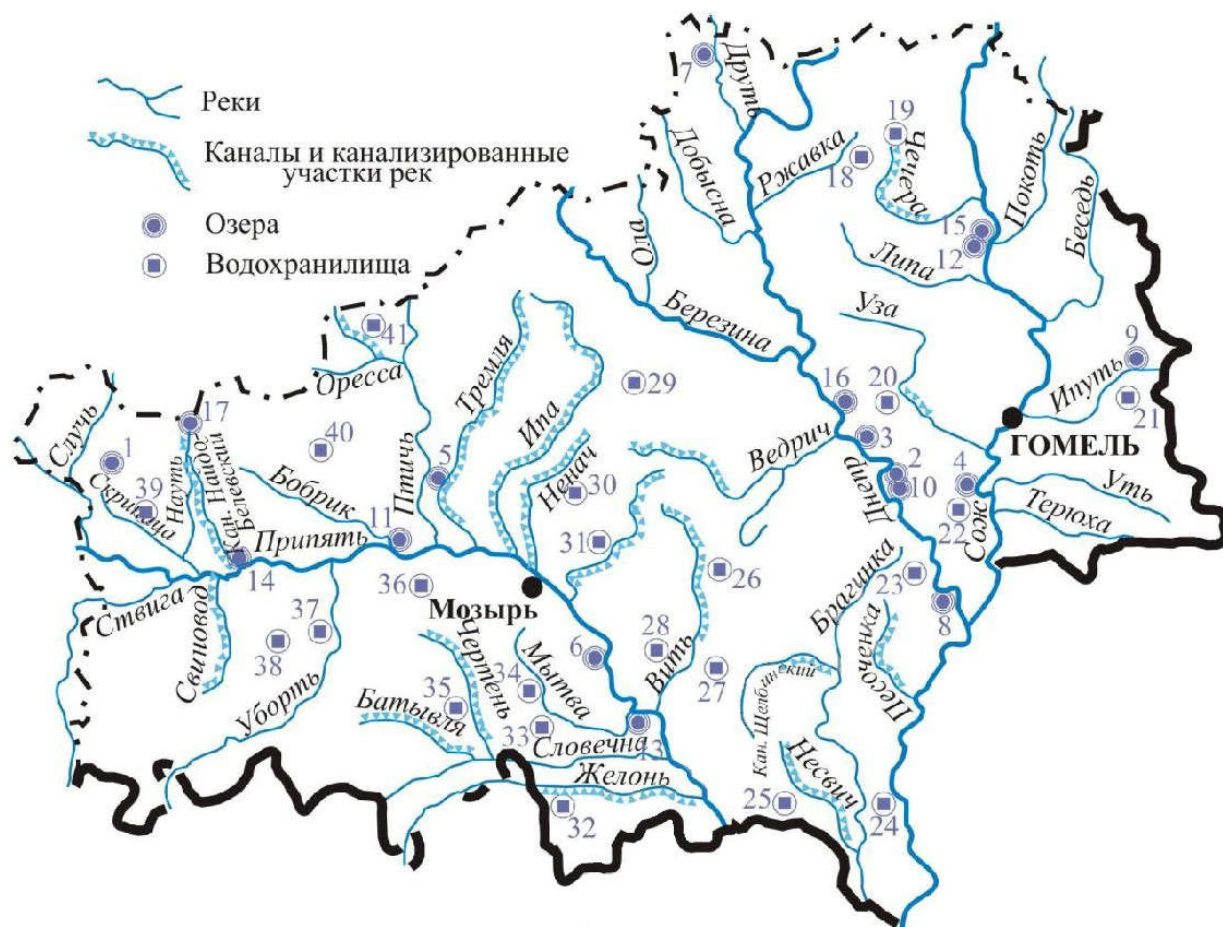 Реки
Каналы и канализированные
участки рек
Озера
Водохранилища
7
Друть
Добысна
Ржавка
18
19
Чечера
Покоть
Беседь
15
12
Липа
Ола
Уза
Березина
41
Оресса
Тремля
Ипа
29
16
20
9
Ипуть
21
ГОМЕЛЬ
Случь
17
1
39
Скрипица
Науть
Кан. Найдо-
Белевский
40
Бобрик
Птичь
5
Ненач
30
Ведрич
3
2
10
Днепр
4
22
Сож
Уть
Терюха
11
Припять
14
31
26
Брагинка
23
8
Песоченка
Ствига
Свиновод
36
Мозырь
37
38
Уборть
Чертень
34
Мытва
6
28
Вить
27
35
Батывля
33
Словечна
13
Желонь
32
Кан. Щелбинский
Несвич
25
24